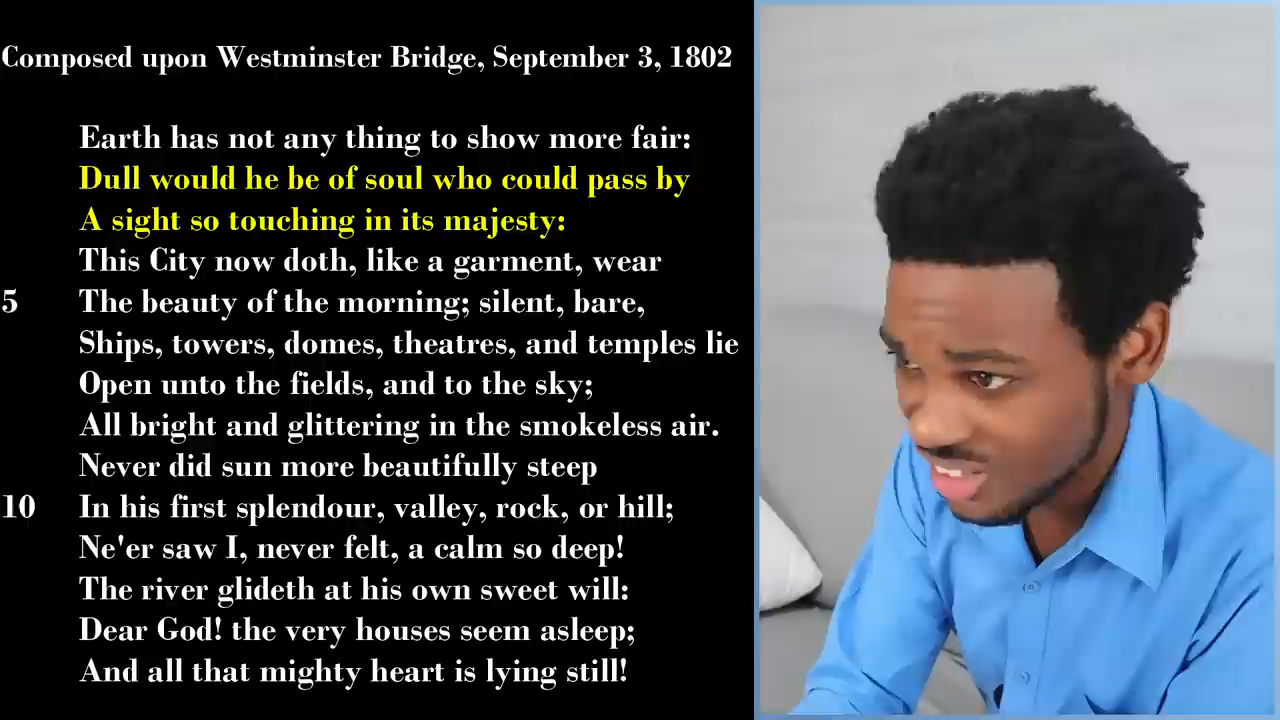 Composed upon Westminster Bridge, September 3, 1802
Earth has not any thing to show more fair:
Dull would he be of soul who could pass by
A sight so touching in its majesty:
This City now doth, like a garment, wear
5 The beauty of the morning; silent, bare,
Ships, towers, domes, theatres, and temples lie
Open unto the fields, and to the sky;
All bright and glittering in the smokeless air.
Never did sun more beautifully steep
10 In his first splendour, valley, rock, or hill;
Ne'er saw I, never felt, a calm so deep!
The river glideth at his own sweet will:
Dear God! the very houses seem asleep;
And all that mighty heart is lying still!